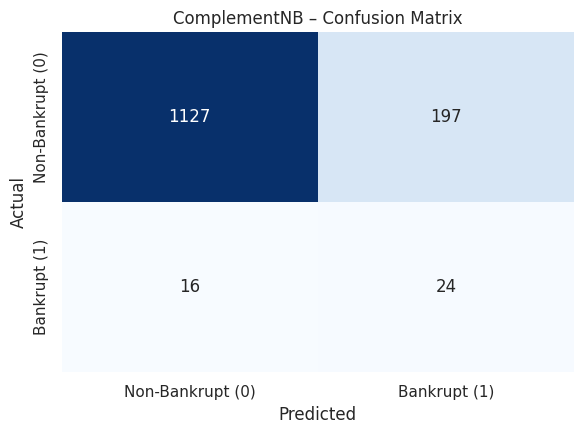 ComplementNB – Confusion Matrix
Actual
Non-Bankrupt (0)
1127
197
Bankrupt (1)
16
24
Non-Bankrupt (0)
Bankrupt (1)
Predicted